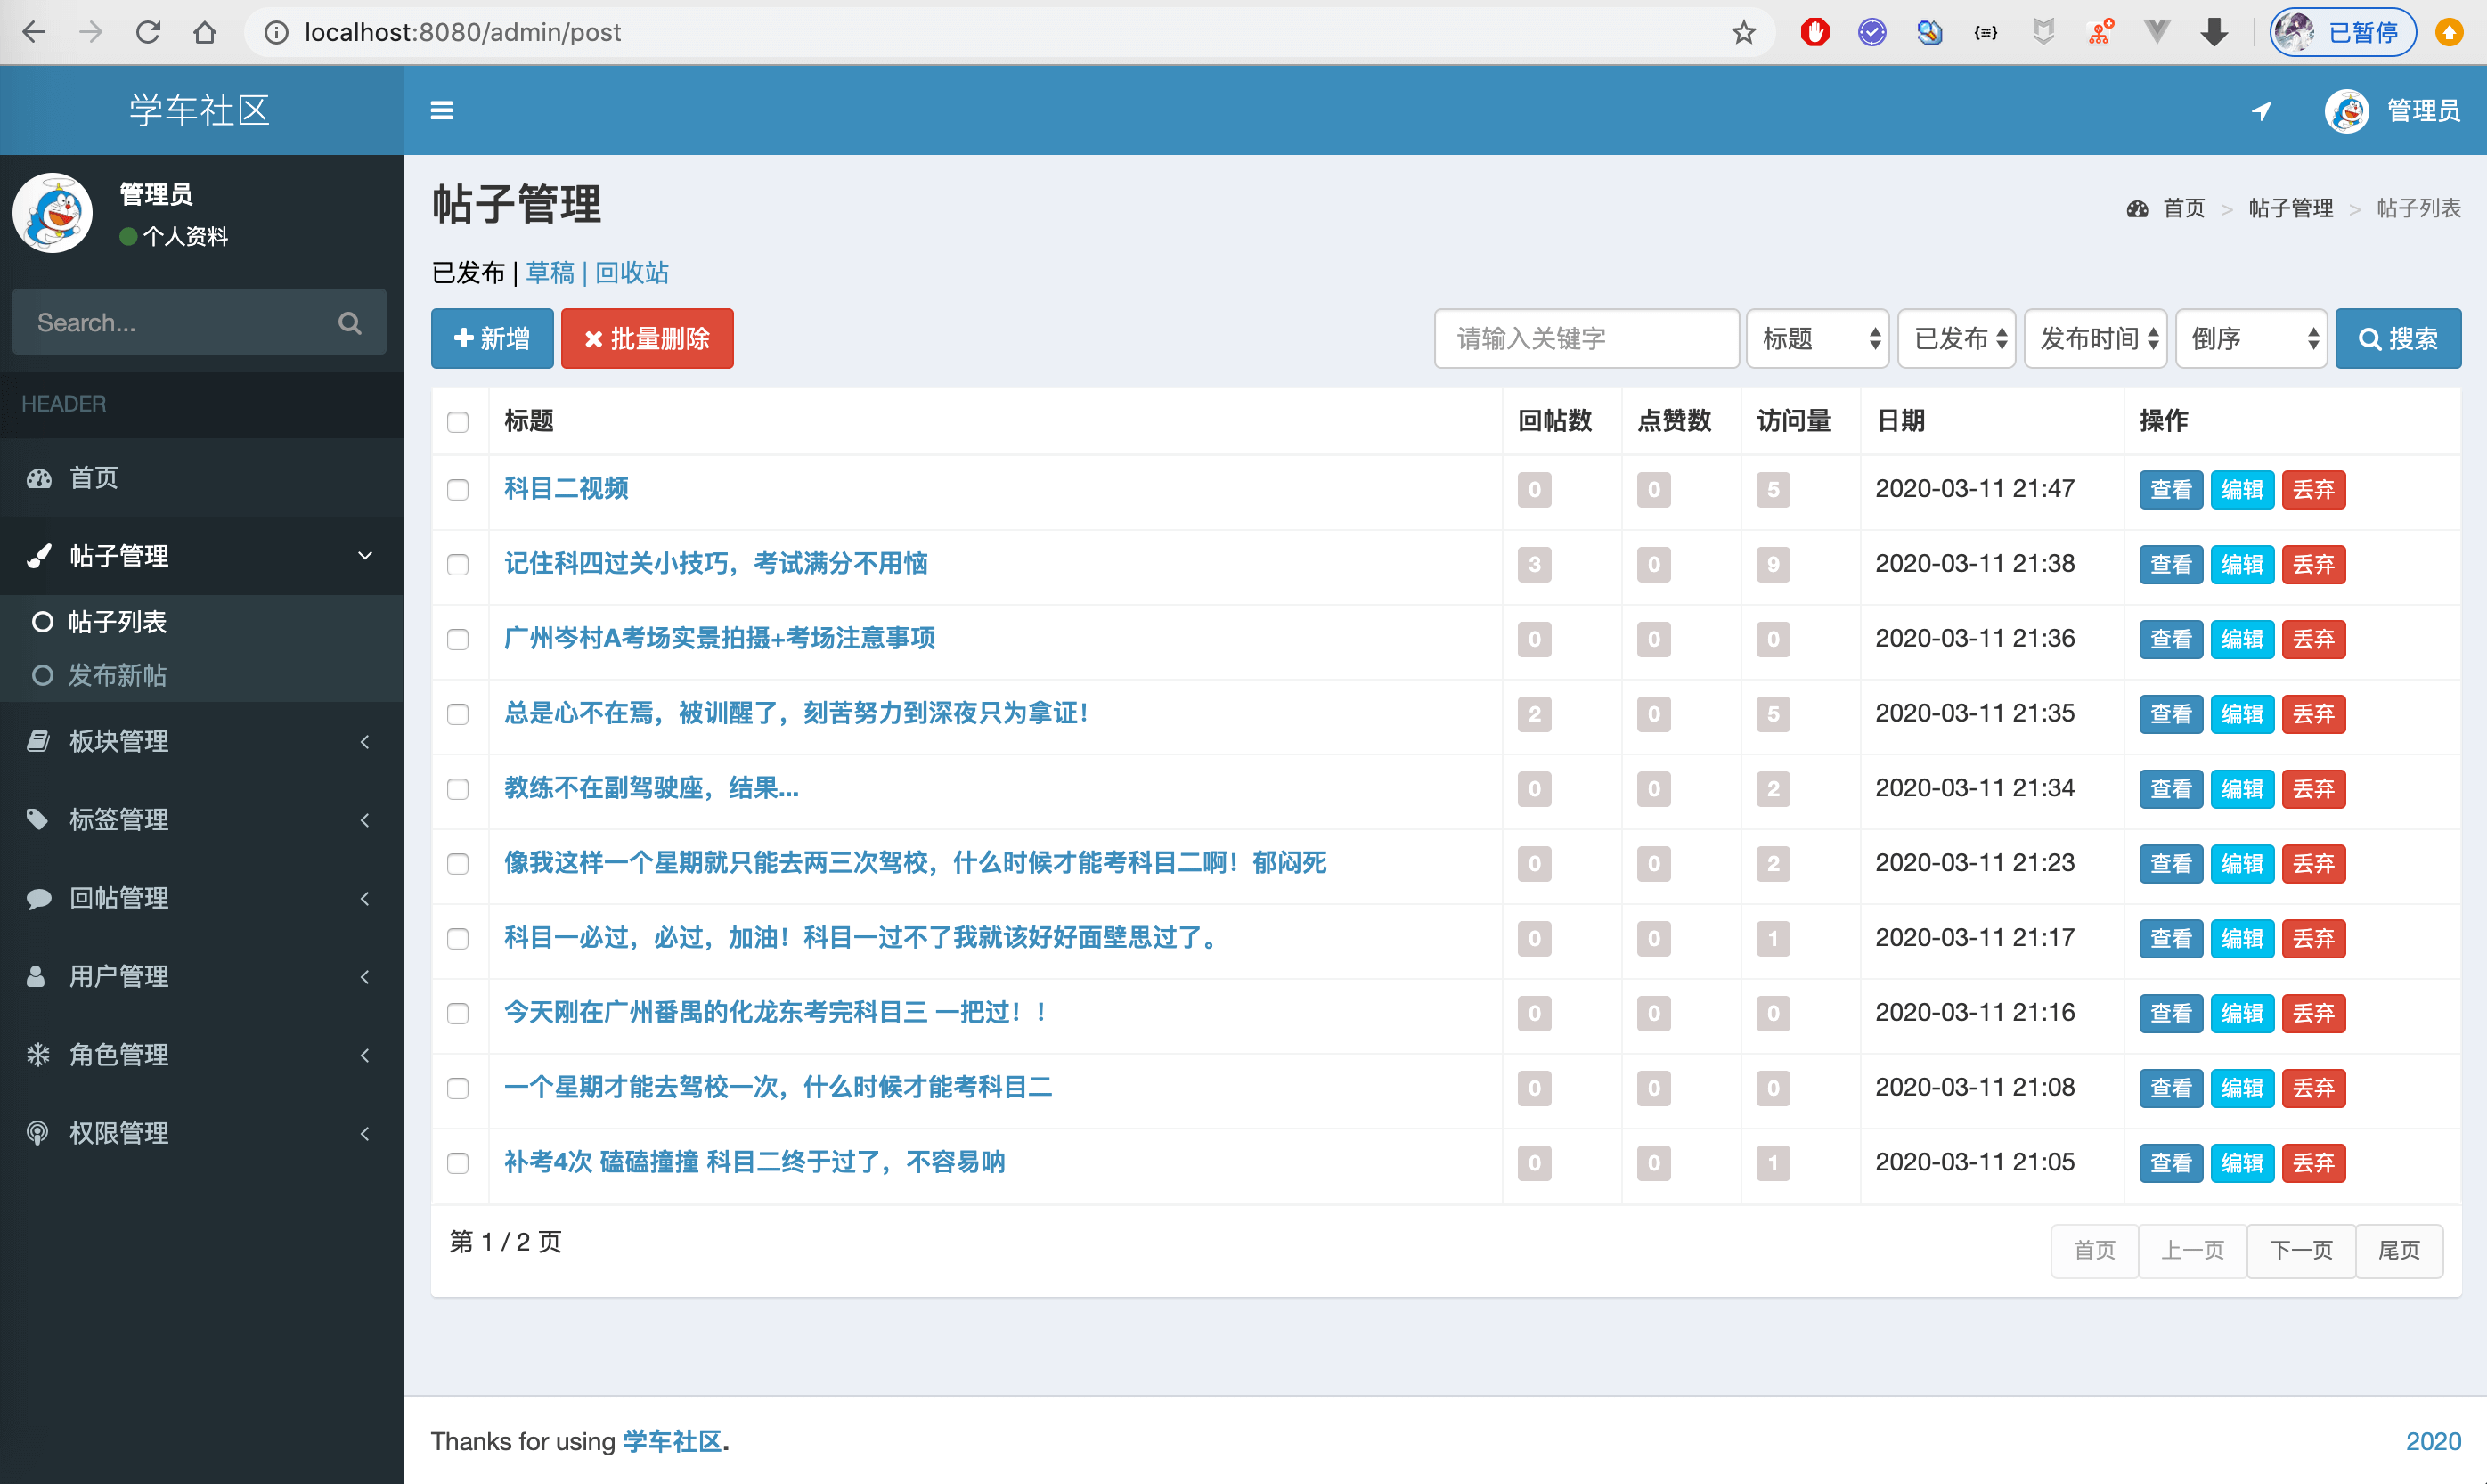 localhost:8080/admin/post
已暂停
学车社区
管理员
管理员
个人资料
Search...
HEADER
首页
帖子管理
帖子列表
发布新帖
板块管理
标签管理
回帖管理
用户管理
角色管理
权限管理
帖子管理
首页 > 帖子管理 > 帖子列表
已发布 | 草稿 | 回收站
新增 批量删除 请输入关键字 标题 已发布 发布时间 倒序 搜索
标题 回帖数 点赞数 访问量 日期 操作
科目二视频 0 0 5 2020-03-11 21:47 查看 编辑 丢弃
记住科四过关小技巧，考试满分不用恼 3 0 9 2020-03-11 21:38 查看 编辑 丢弃
广州岑村A考场实景拍摄+考场注意事项 0 0 0 2020-03-11 21:36 查看 编辑 丢弃
总是心不在焉，被训醒了，刻苦努力到深夜只为拿证！ 2 0 5 2020-03-11 21:35 查看 编辑 丢弃
教练不在副驾驶座，结果... 0 0 2 2020-03-11 21:34 查看 编辑 丢弃
像我这样一个星期就只能去两三次驾校，什么时候才能考科目二啊！郁闷死 0 0 2 2020-03-11 21:23 查看 编辑 丢弃
科目一必过，必过，加油！科目一过不了我就该好好面壁思过了。 0 0 1 2020-03-11 21:17 查看 编辑 丢弃
今天刚在广州番禺的化龙东考完科目三 一把过！！ 0 0 0 2020-03-11 21:16 查看 编辑 丢弃
一个星期才能去驾校一次，什么时候才能考科目二 0 0 0 2020-03-11 21:08 查看 编辑 丢弃
补考4次 磕磕撞撞 科目二终于过了，不容易呐 0 0 1 2020-03-11 21:05 查看 编辑 丢弃
第 1 / 2 页 首页 上一页 下一页 尾页
Thanks for using 学车社区. 2020